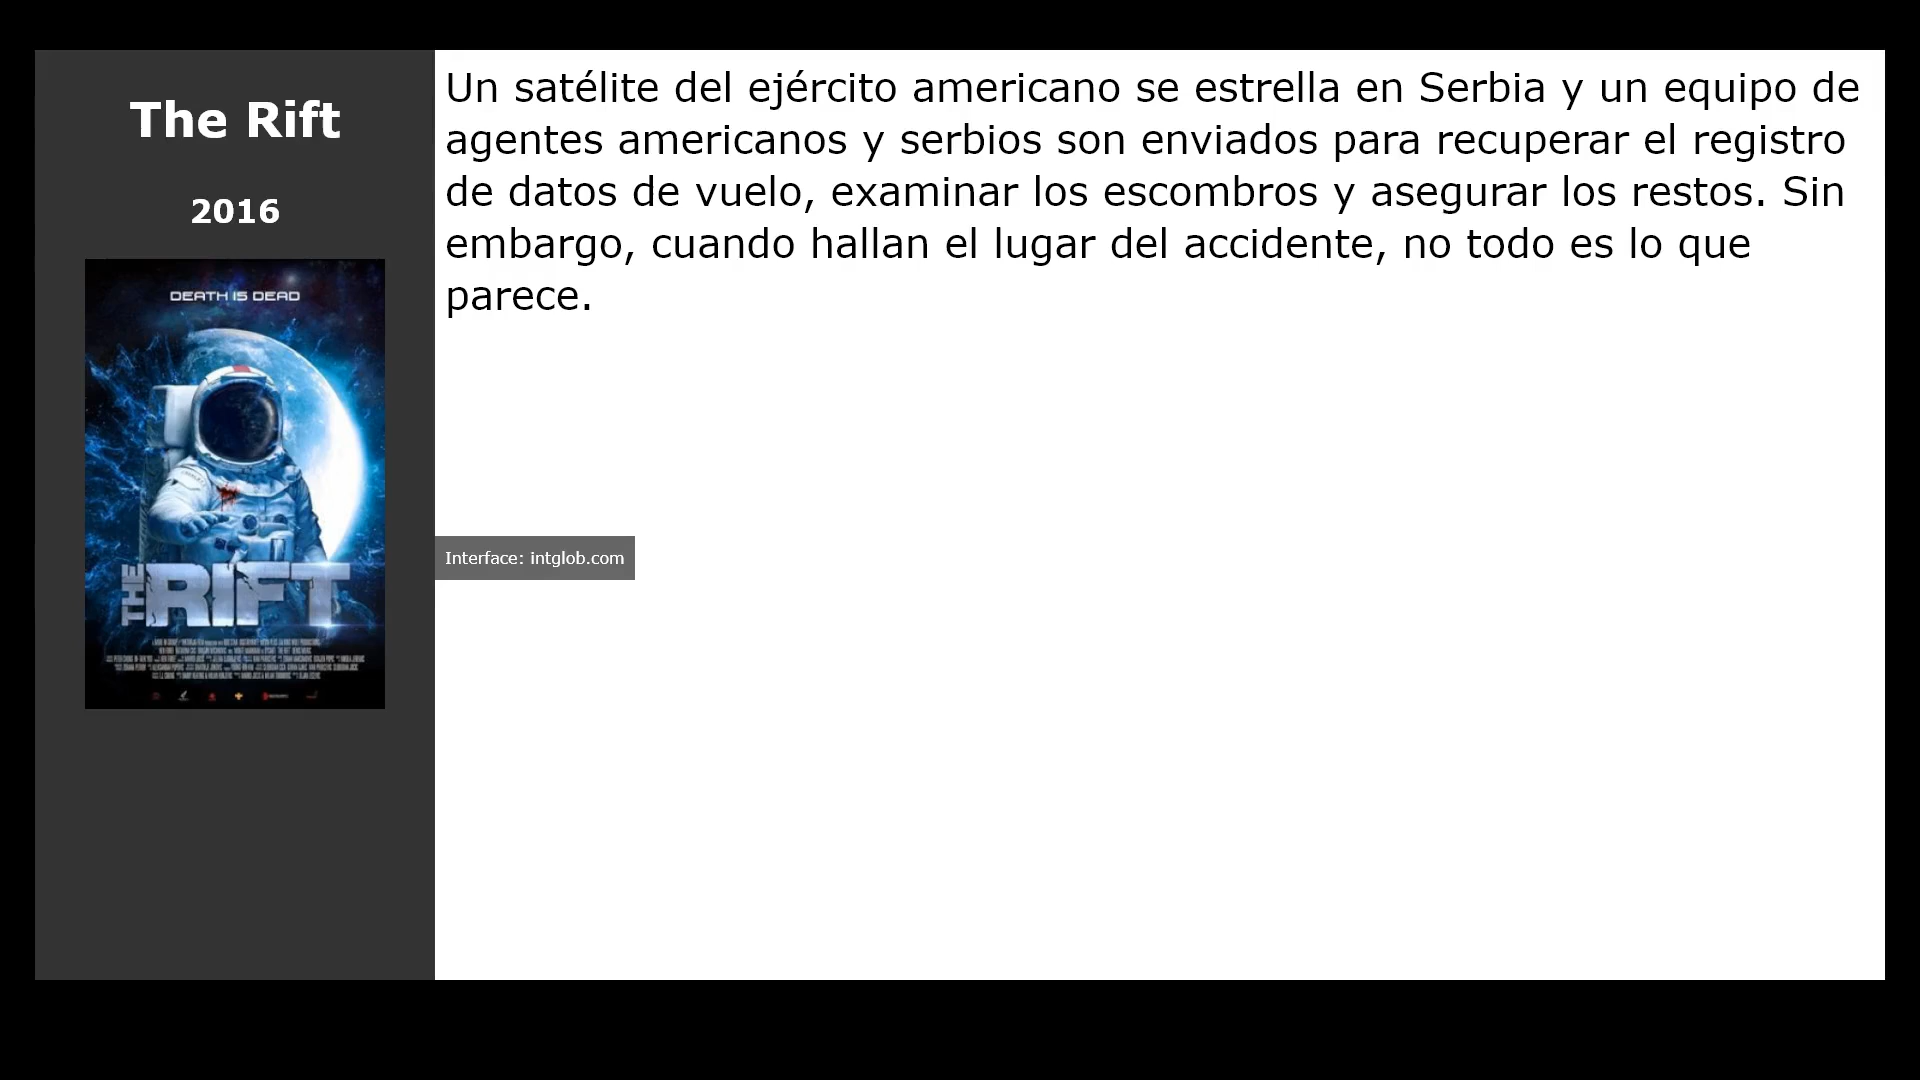 The Rift
2016
DEATH IS DEAD
THE RIFT
Un satélite del ejército americano se estrella en Serbia y un equipo de
agentes americanos y serbios son enviados para recuperar el registro
de datos de vuelo, examinar los escombros y asegurar los restos. Sin
embargo, cuando hallan el lugar del accidente, no todo es lo que
parece.
Interface: intglob.com